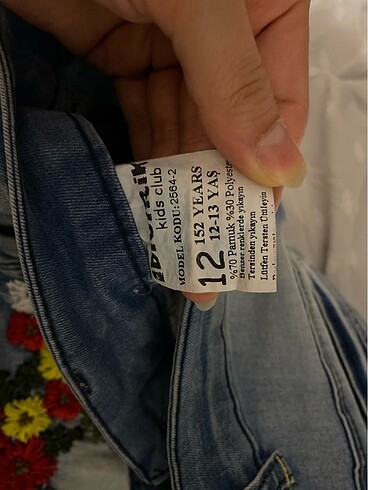 kids club
MODEL KODU:2564-2
12
152 YEARS
12-13 YAŞ
%70 Pamuk %30 Polyester
Benzer renklerde yıkayın
Tersinden yıkayın
Lütfen Tersten Ütüleyin